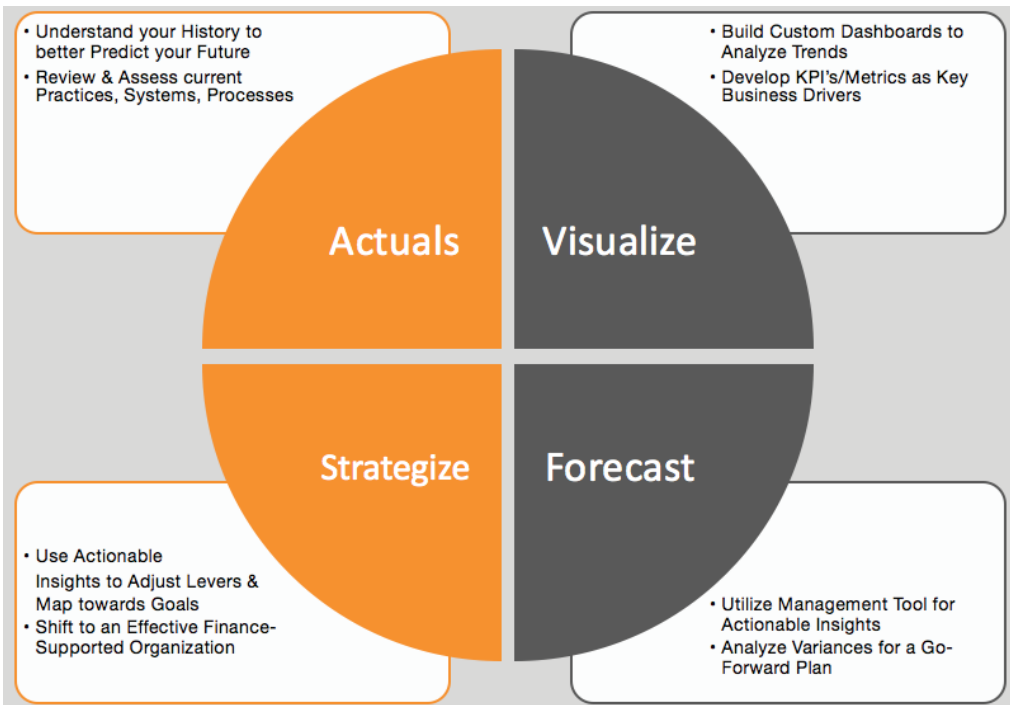 • Understand your History to
better Predict your Future
• Review & Assess current
Practices, Systems, Processes
• Build Custom Dashboards to
Analyze Trends
• Develop KPI's/Metrics as Key
Business Drivers
Actuals
Visualize
Strategize
Forecast
• Use Actionable
Insights to Adjust Levers &
Map towards Goals
• Shift to an Effective Finance-
Supported Organization
• Utilize Management Tool for
Actionable Insights
• Analyze Variances for a Go-
Forward Plan